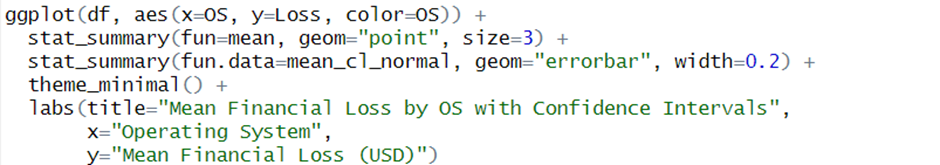 ggplot(df, aes(x=OS, y=Loss, color=OS)) +
  stat_summary(fun=mean, geom="point", size=3) +
  stat_summary(fun.data=mean_cl_normal, geom="errorbar", width=0.2) +
  theme_minimal() +
  labs(title="Mean Financial Loss by OS with Confidence Intervals",
       x="Operating System",
       y="Mean Financial Loss (USD)")